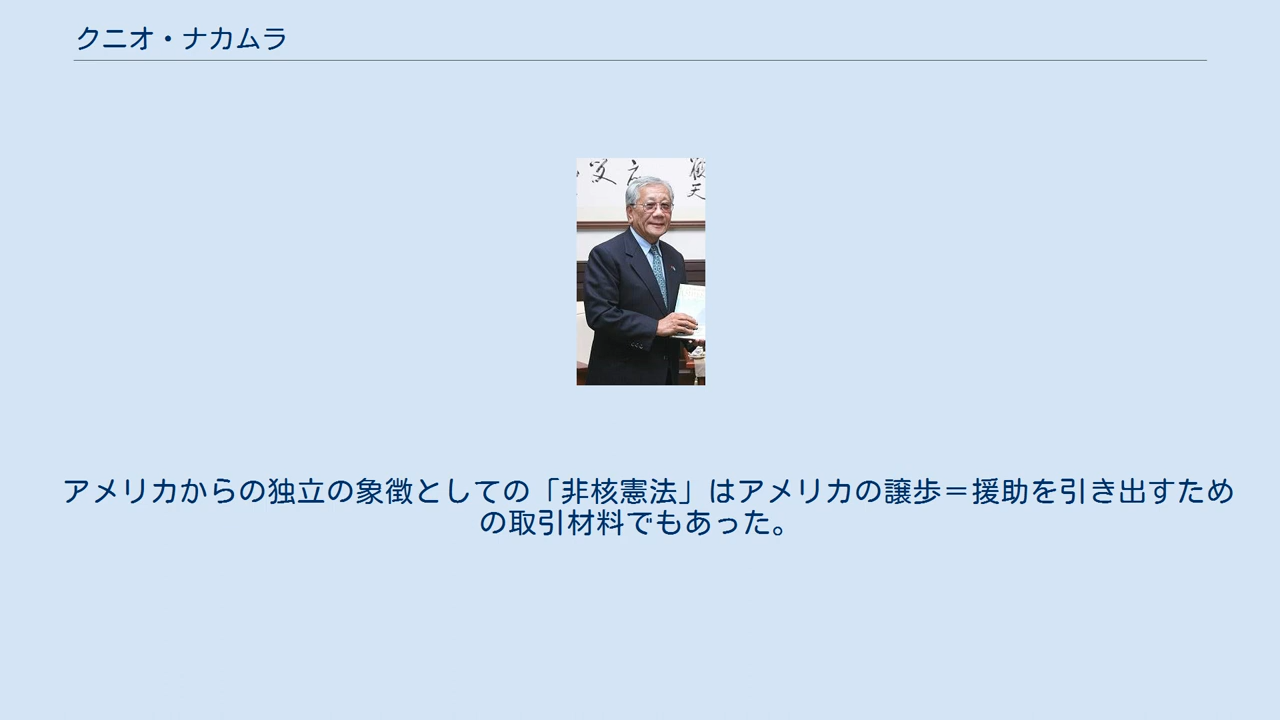 クニオ・ナカムラ
アメリカからの独立の象徴としての「非核憲法」はアメリカの譲歩＝援助を引き出すため
の取引材料でもあった。